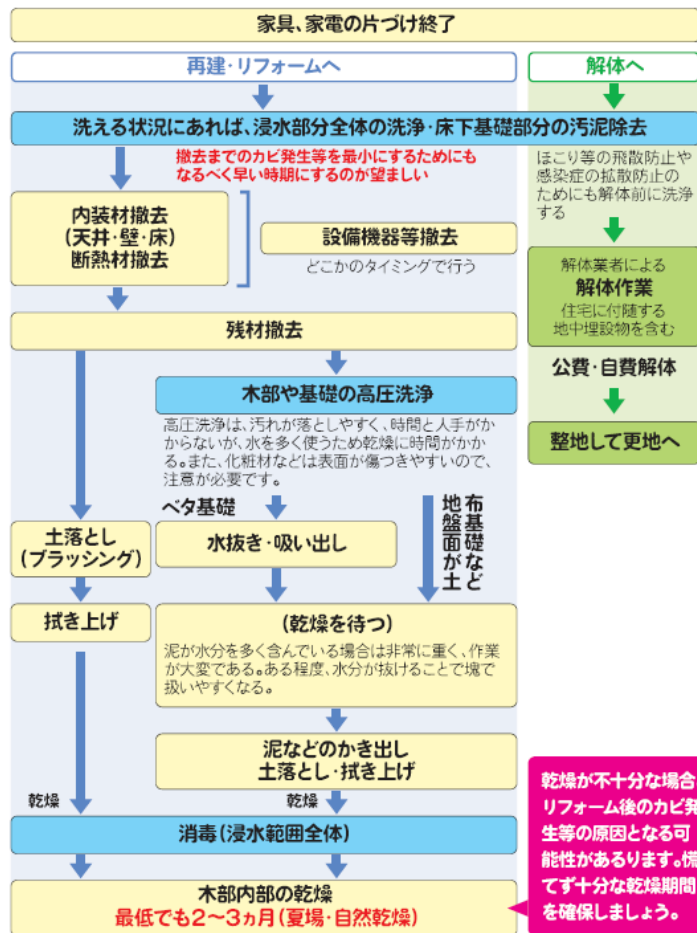 家具、家電の片づけ終了
再建・リフォームへ
解体へ
洗える状況にあれば、浸水部分全体の洗浄・床下基礎部分の汚泥除去
撤去までのカビ発生等を最小にするためにも
なるべく早い時期にするのが望ましい
ほこり等の飛散防止や
感染症の拡散防止の
ためにも解体前に洗浄
する
内装材撤去
(天井・壁・床)
断熱材撤去
設備機器等撤去
どこかのタイミングで行う
解体業者による
解体作業
住宅に付随する
地中埋設物を含む
残材撤去
公費・自費解体
整地して更地へ
木部や基礎の高圧洗浄
高圧洗浄は、汚れが落としやすく、時間と人手がか
からないが、水を多く使うため乾燥に時間がかか
る。また、化粧材などは表面が傷つきやすいので、
注意が必要です。
ベタ基礎
布基礎など
地盤面が土
土落とし
(ブラッシング)
水抜き・吸い出し
拭き上げ
(乾燥を待つ)
泥が水分を多く含んでいる場合は非常に重く、作業
が大変である。ある程度、水分が抜けることで塊で
扱いやすくなる。
泥などのかき出し
土落とし・拭き上げ
乾燥
乾燥
消毒(浸水範囲全体)
木部内部の乾燥
最低でも2〜3ヵ月(夏場・自然乾燥)
乾燥が不十分な場合
リフォーム後のカビ発
生等の原因となる可
能性があるります。慌
てず十分な乾燥期間
を確保しましょう。